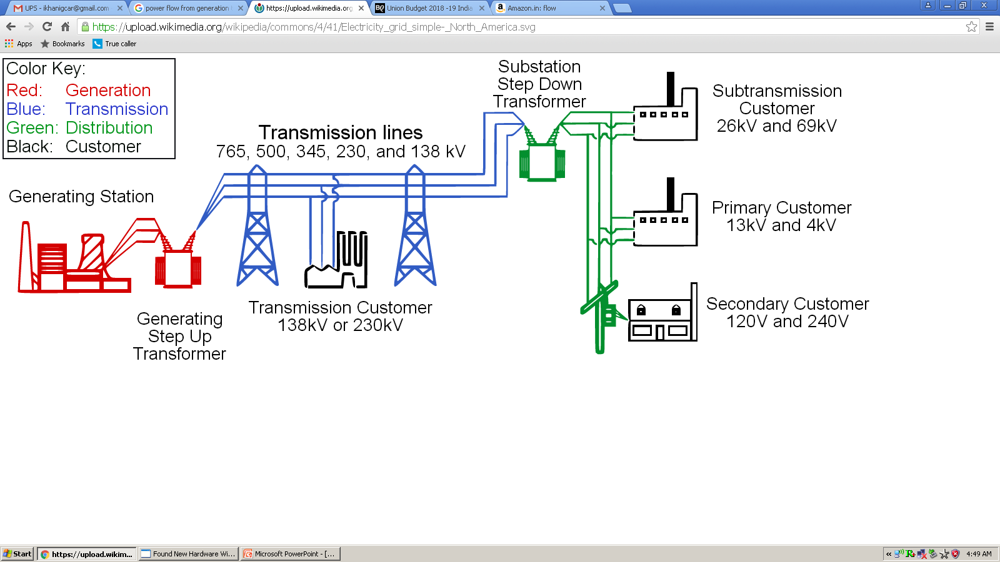 UPS - ikhanigcar@gmail.com
power flow from generation
https://upload.wikimedia.org
Union Budget 2018 -19 India
Amazon.in: flow
https://upload.wikimedia.org/wikipedia/commons/4/41/Electricity_grid_simple-_North_America.svg
Apps
Bookmarks
True caller
Color Key:
Red: Generation
Blue: Transmission
Green: Distribution
Black: Customer
Substation
Step Down
Transformer
Subtransmission
Customer
26kV and 69kV
Transmission lines
765, 500, 345, 230, and 138 kV
Generating Station
Primary Customer
13kV and 4kV
Transmission Customer
138kV or 230kV
Secondary Customer
120V and 240V
Generating
Step Up
Transformer
Start
https://upload.wikim...
Found New Hardware Wi...
Microsoft PowerPoint - [...
4:49 AM